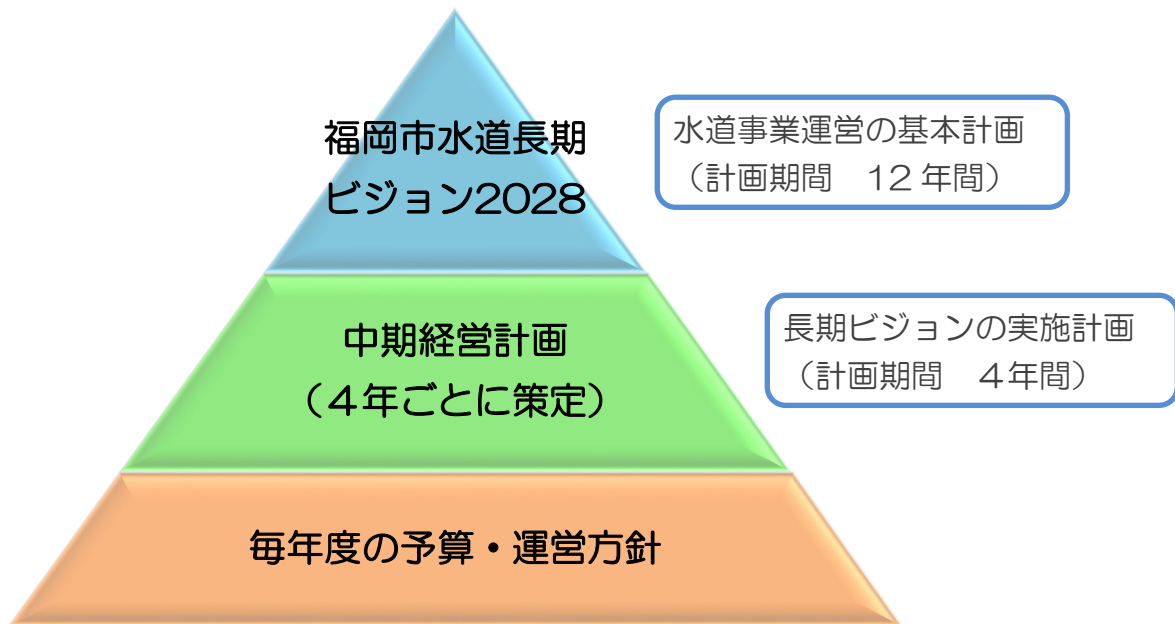 福岡市水道長期
ビジョン2028
水道事業運営の基本計画
（計画期間　12年間）
中期経営計画
（４年ごとに策定）
長期ビジョンの実施計画
（計画期間　４年間）
毎年度の予算・運営方針